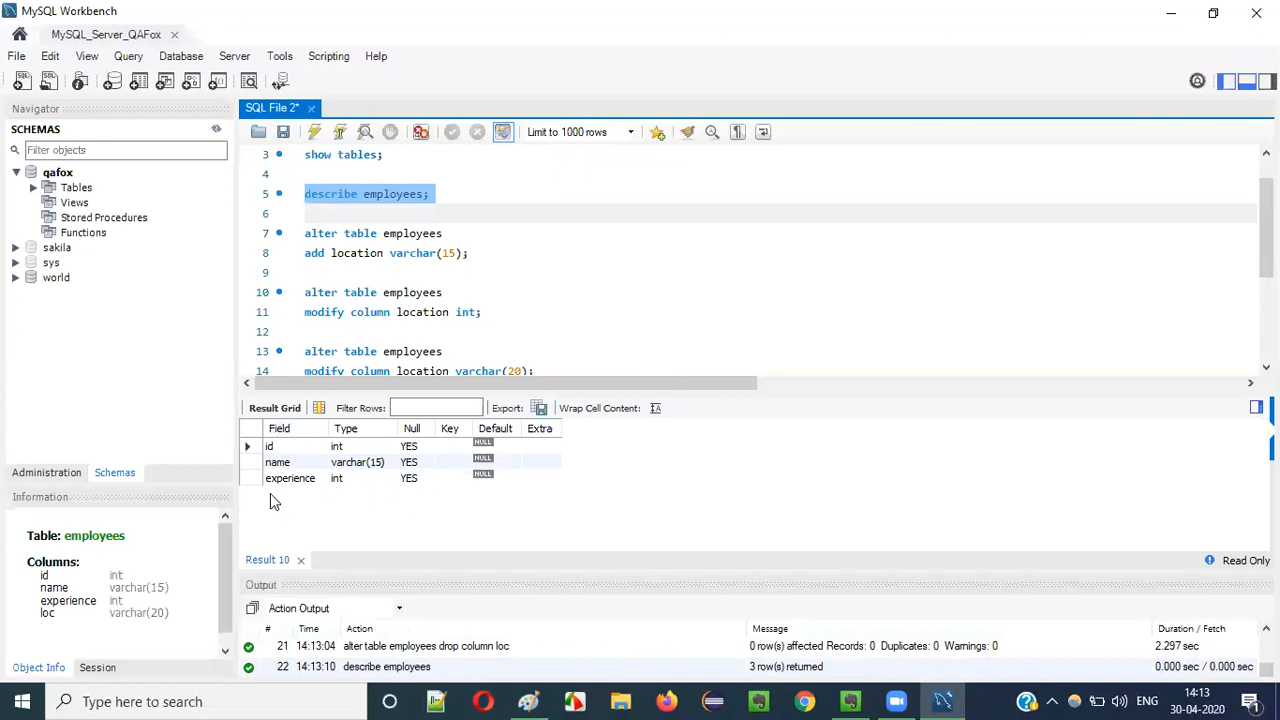 MySQL Workbench
MySQL_Server_QAFox
File Edit View Query Database Server Tools Scripting Help
Navigator
SCHEMAS
Filter objects
qafox
Tables
Views
Stored Procedures
Functions
sakila
sys
world
Administration Schemas
Information
Table: employees
Columns:
id int
name varchar(15)
experience int
loc varchar(20)
Object Info Session
SQL File 2*
Limit to 1000 rows
3 show tables;
4
5 describe employees;
6
7 alter table employees
8 add location varchar(15);
9
10 alter table employees
11 modify column location int;
12
13 alter table employees
14 modify column location varchar(20);
Result Grid Filter Rows: Export: Wrap Cell Content:
Field Type Null Key Default Extra
id int YES NULL
name varchar(15) YES NULL
experience int YES NULL
Result 10 Read Only
Output
Action Output
# Time Action Message Duration / Fetch
21 14:13:04 alter table employees drop column loc 0 row(s) affected Records: 0 Duplicates: 0 Warnings: 0 2.297 sec
22 14:13:10 describe employees 3 row(s) returned 0.000 sec / 0.000 sec
Type here to search
ENG
14:13
30-04-2020